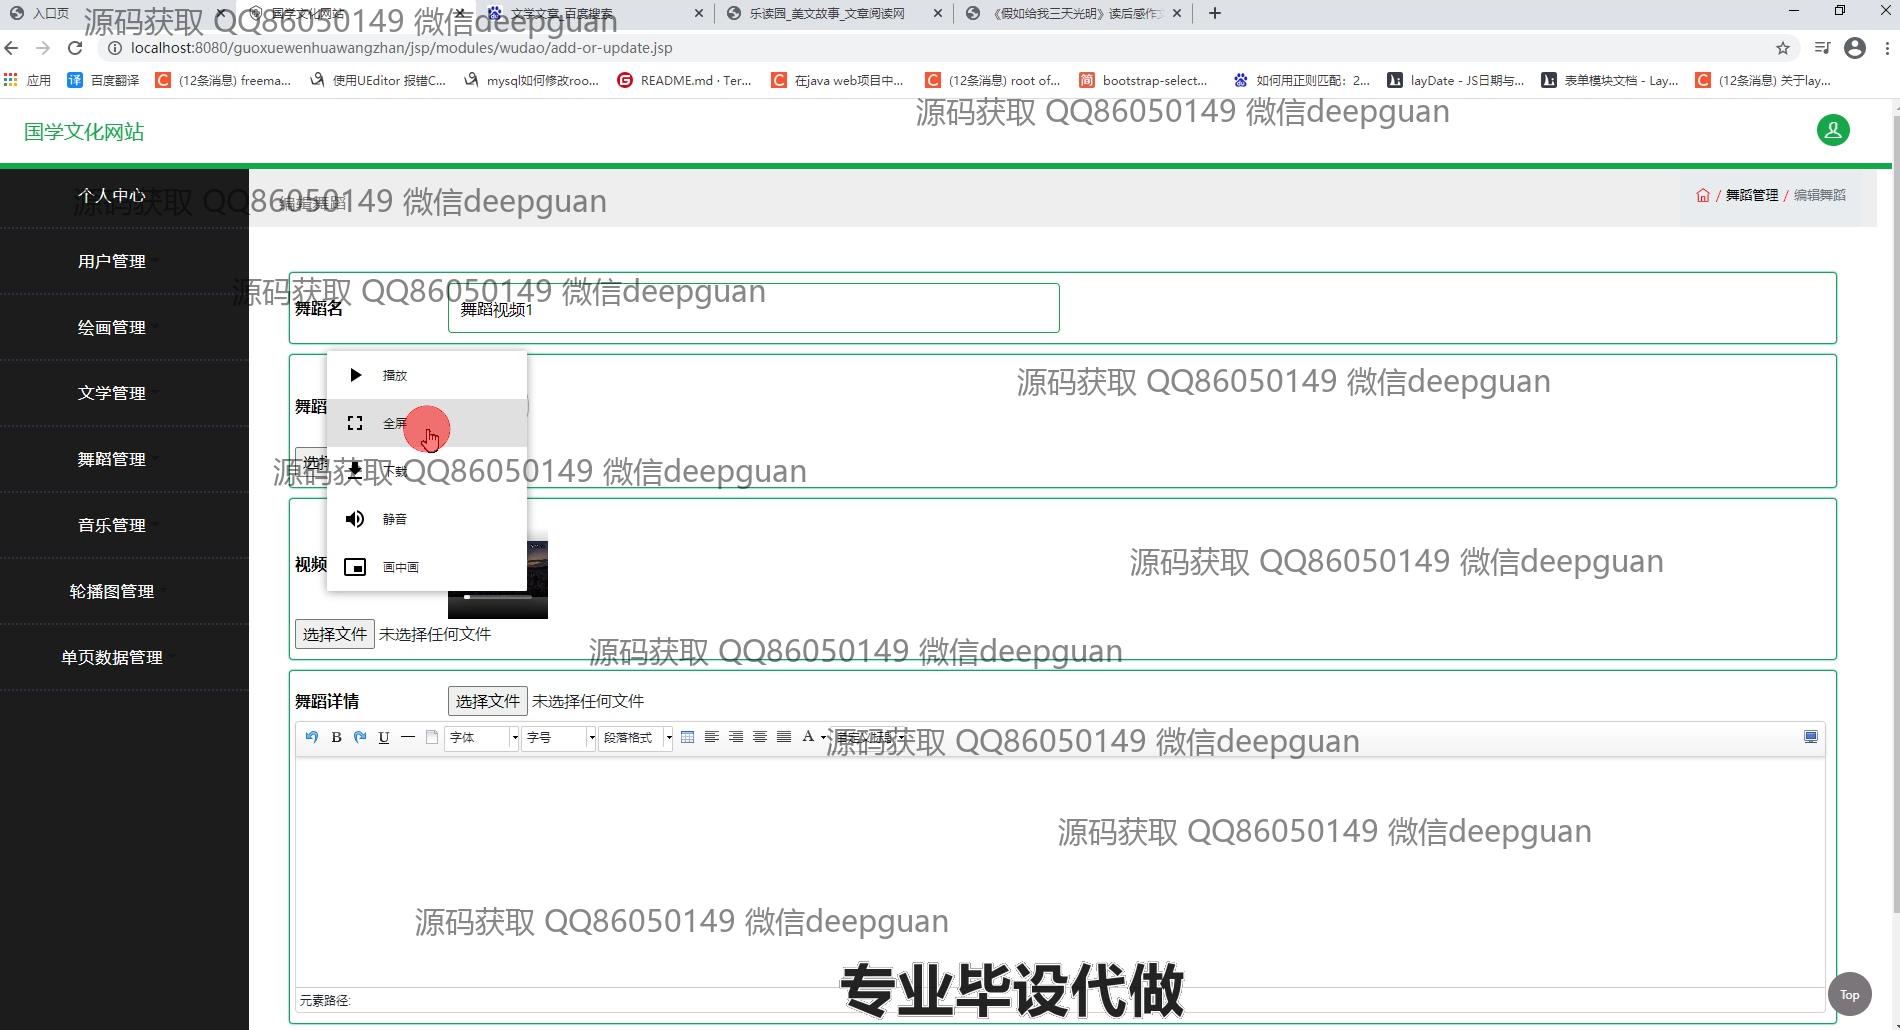 入口页
国学文化网站
文学文章_百度搜索
乐读园_美文故事_文章阅读网
《假如给我三天光明》读后感作文
源码获取 QQ86050149 微信deepguan
localhost:8080/guoxuewenhuawangzhan/jsp/modules/wudao/add-or-update.jsp
应用
百度翻译
(12条消息) freema...
使用UEditor 报错C...
mysql如何修改roo...
README.md · Ter...
在java web项目中...
(12条消息) root of...
bootstrap-select...
如何用正则匹配：2...
layDate - JS日期与...
表单模块文档 - Lay...
(12条消息) 关于lay...
源码获取 QQ86050149 微信deepguan
国学文化网站
个人中心
源码获取 QQ86050149 微信deepguan
编辑舞蹈
/ 舞蹈管理 / 编辑舞蹈
用户管理
源码获取 QQ86050149 微信deepguan
舞蹈名
舞蹈视频1
绘画管理
播放
源码获取 QQ86050149 微信deepguan
文学管理
舞蹈
全屏
舞蹈管理
选择
下载
源码获取 QQ86050149 微信deepguan
音乐管理
静音
视频
画中画
源码获取 QQ86050149 微信deepguan
轮播图管理
选择文件 未选择任何文件
源码获取 QQ86050149 微信deepguan
单页数据管理
舞蹈详情
选择文件 未选择任何文件
B
U
字体
字号
段落格式
A
自定义标题
源码获取 QQ86050149 微信deepguan
源码获取 QQ86050149 微信deepguan
源码获取 QQ86050149 微信deepguan
专业毕设代做
元素路径:
Top